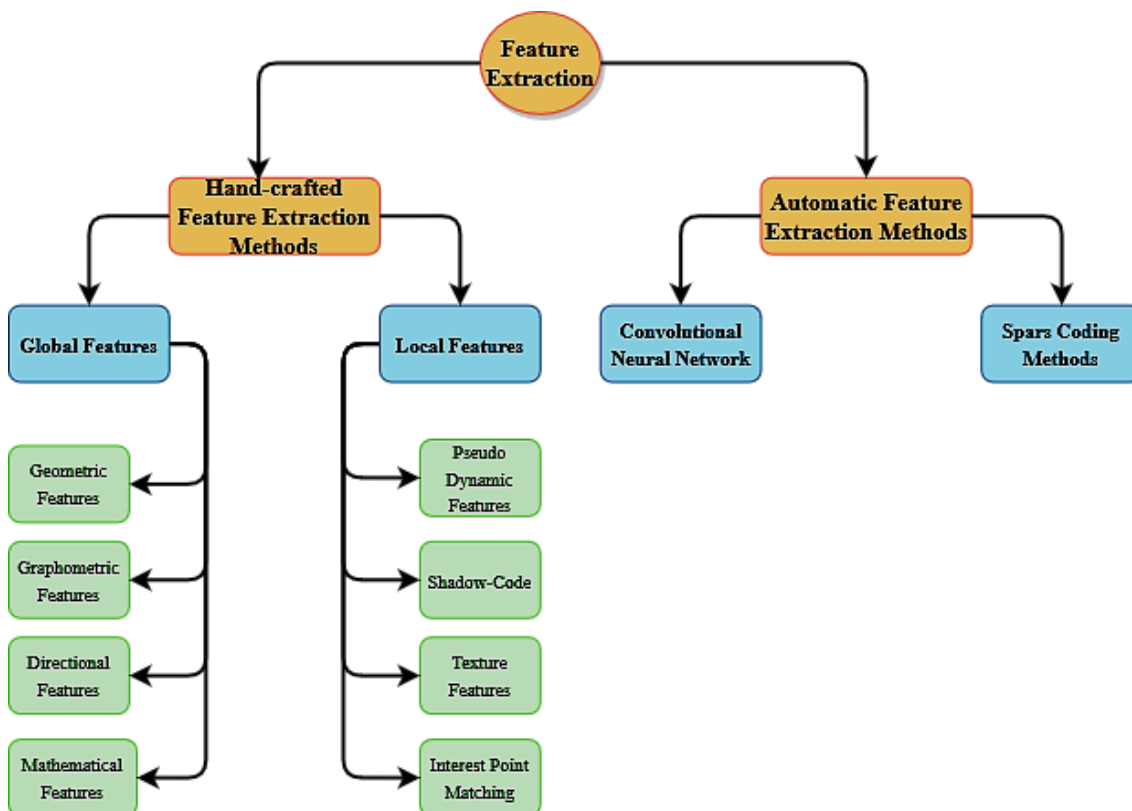 Feature
Extraction
Hand-crafted
Feature Extraction
Methods
Automatic Feature
Extraction Methods
Global Features
Local Features
Convolutional
Neural Network
Spars Coding
Methods
Geometric
Features
Pseudo
Dynamic
Features
Graphometric
Features
Shadow-Code
Directional
Features
Texture
Features
Mathematical
Features
Interest Point
Matching